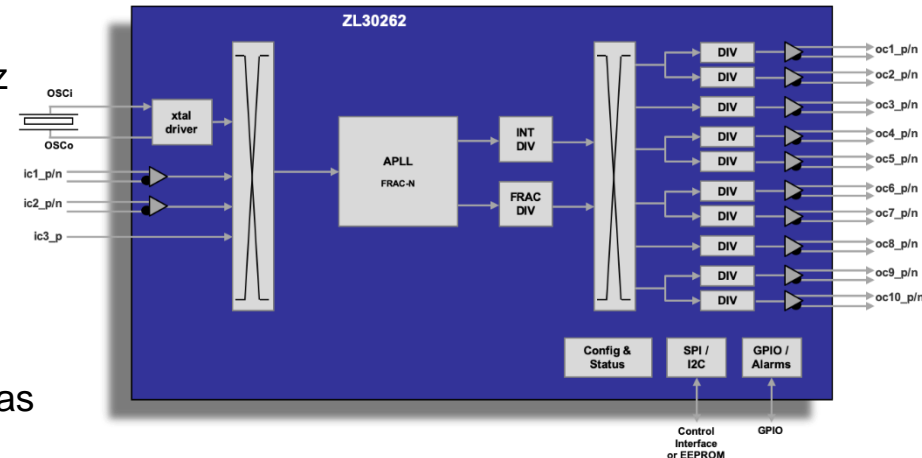 ZL30262
z
OSCi
xtal
driver
OSCo
ic1_p/n
ic2_p/n
ic3_p
APLL
FRAC-N
INT
DIV
FRAC
DIV
DIV
oc1_p/n
DIV
oc2_p/n
DIV
oc3_p/n
DIV
oc4_p/n
DIV
oc5_p/n
DIV
oc6_p/n
DIV
oc7_p/n
DIV
oc8_p/n
DIV
oc9_p/n
DIV
oc10_p/n
Config &
Status
SPI /
I2C
GPIO /
Alarms
as
Control
Interface
or EEPROM
GPIO